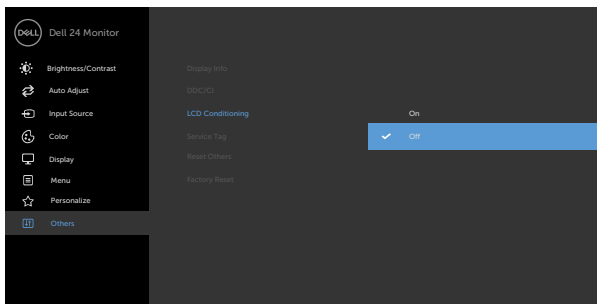 DELL Dell 24 Monitor
Brightness/Contrast
Display Info
Auto Adjust
DDC/CI
Input Source
LCD Conditioning
On
Color
Service Tag
Off
Display
Reset Others
Menu
Factory Reset
Personalize
Others